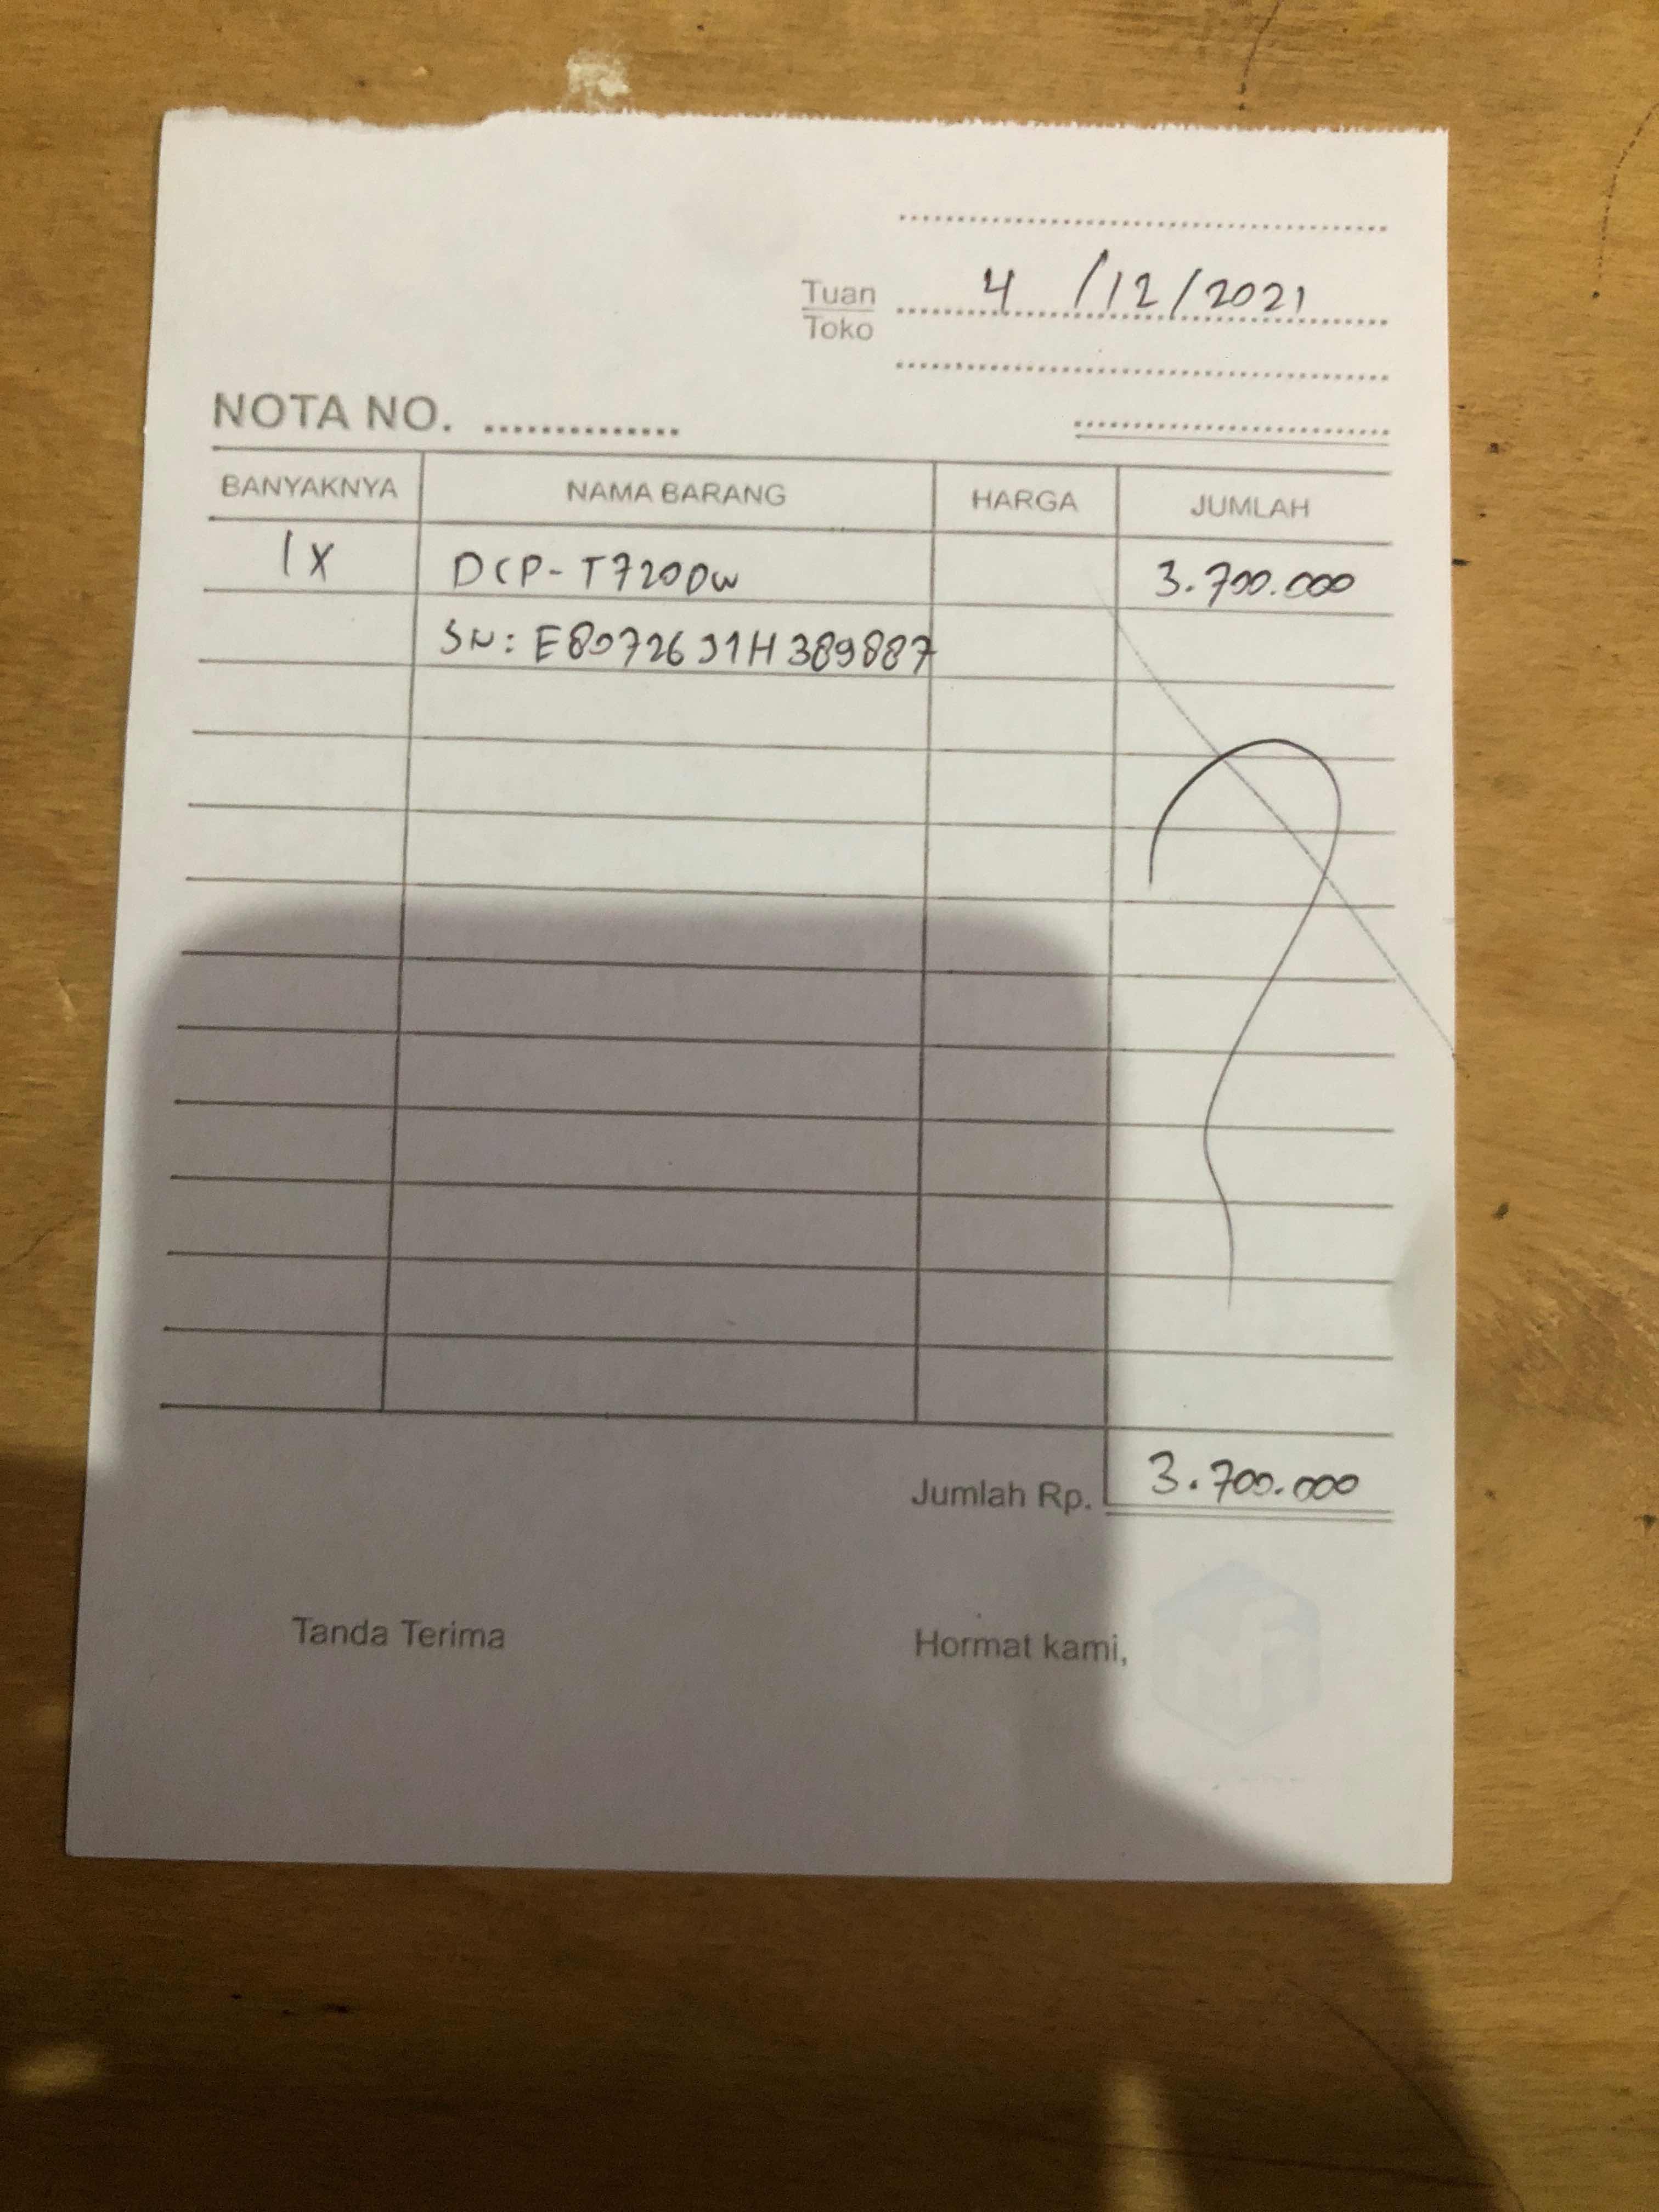 4 /12/2021
Tuan
Toko
NOTA NO.
BANYAKNYA NAMA BARANG HARGA JUMLAH
1X DCP-T720DW 3.700.000
SN: E80726J1H389887
Jumlah Rp. 3.700.000
Tanda Terima Hormat kami,